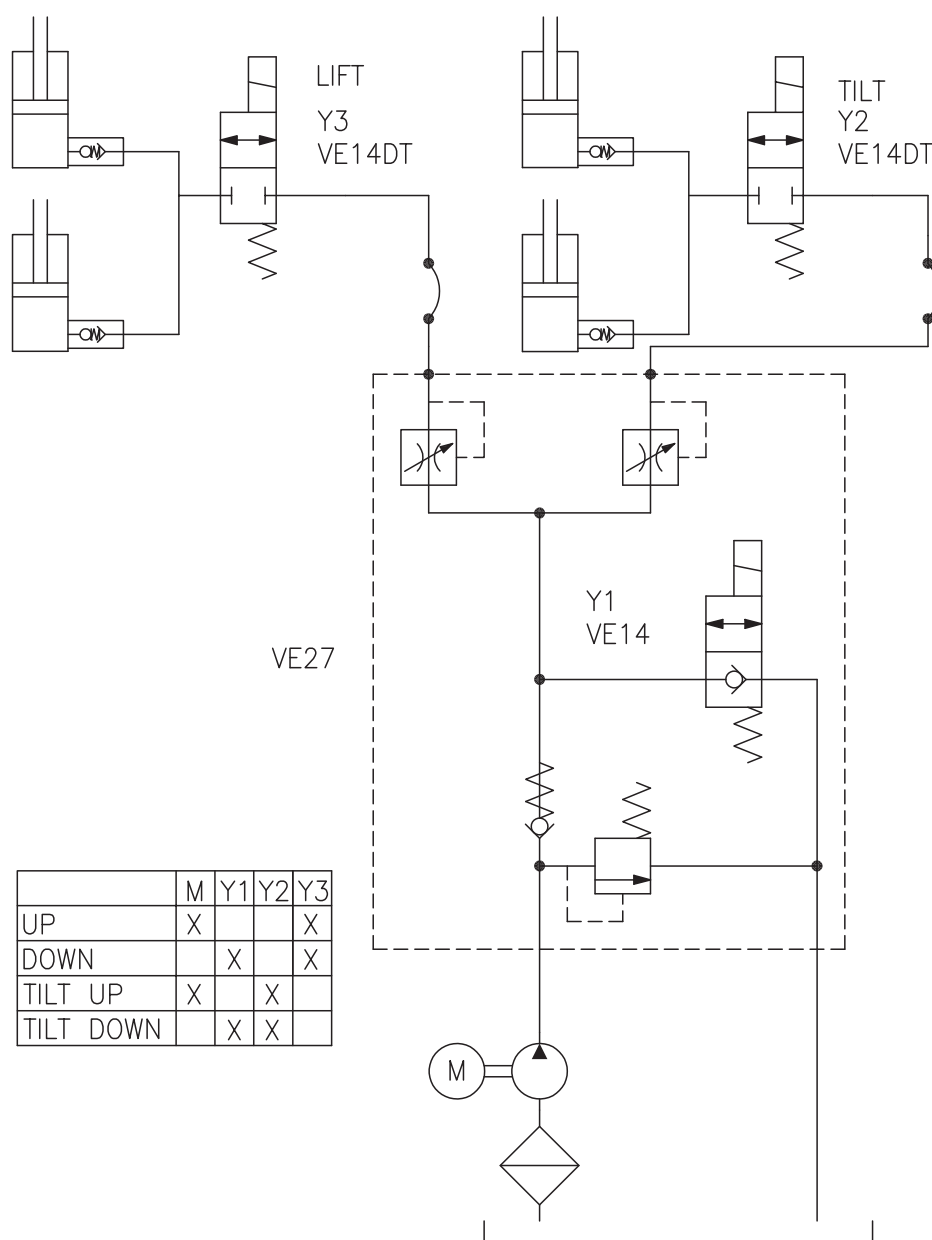 LIFT
Y3
VE14DT
TILT
Y2
VE14DT
Y1
VE14
VE27
M Y1 Y2 Y3
UP X X
DOWN X X
TILT UP X X
TILT DOWN X X
M